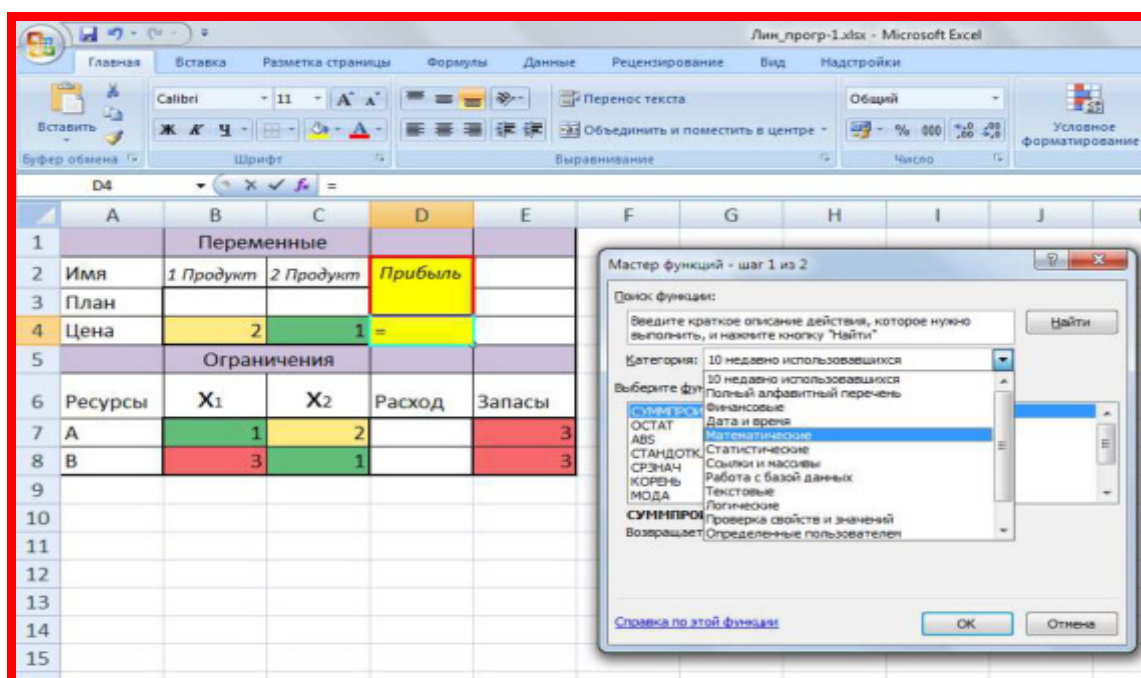 Лин_прогр-1.xlsx - Microsoft Excel
Главная Вставка Разметка страницы Формулы Данные Рецензирование Вид Надстройки
Вставить
Calibri 11
Ж К Ч
Перенос текста
Объединить и поместить в центре
Общий
% 000
Условное форматирование
Буфер обмена Шрифт Выравнивание Число
D4 fx =
A B C D E F G H I J
1 Переменные
2 Имя 1 Продукт 2 Продукт Прибыль
3 План
4 Цена 2 1 =
5 Ограничения
6 Ресурсы X1 X2 Расход Запасы
7 A 1 2 3
8 B 3 1 3
9
10
11
12
13
14
15
Мастер функций - шаг 1 из 2
Поиск функции:
Введите краткое описание действия, которое нужно
выполнить, и нажмите кнопку "Найти"
Найти
Категория: 10 недавно использовавшихся
10 недавно использовавшихся
Полный алфавитный перечень
Финансовые
Дата и время
Математические
Статистические
Ссылки и массивы
Работа с базой данных
Текстовые
Логические
Проверка свойств и значений
Определенные пользователем
Выберите
ОСТАТ
ABS
СРЗНАЧ
КОРЕНЬ
МОДА
Справка по этой функции
OK Отмена